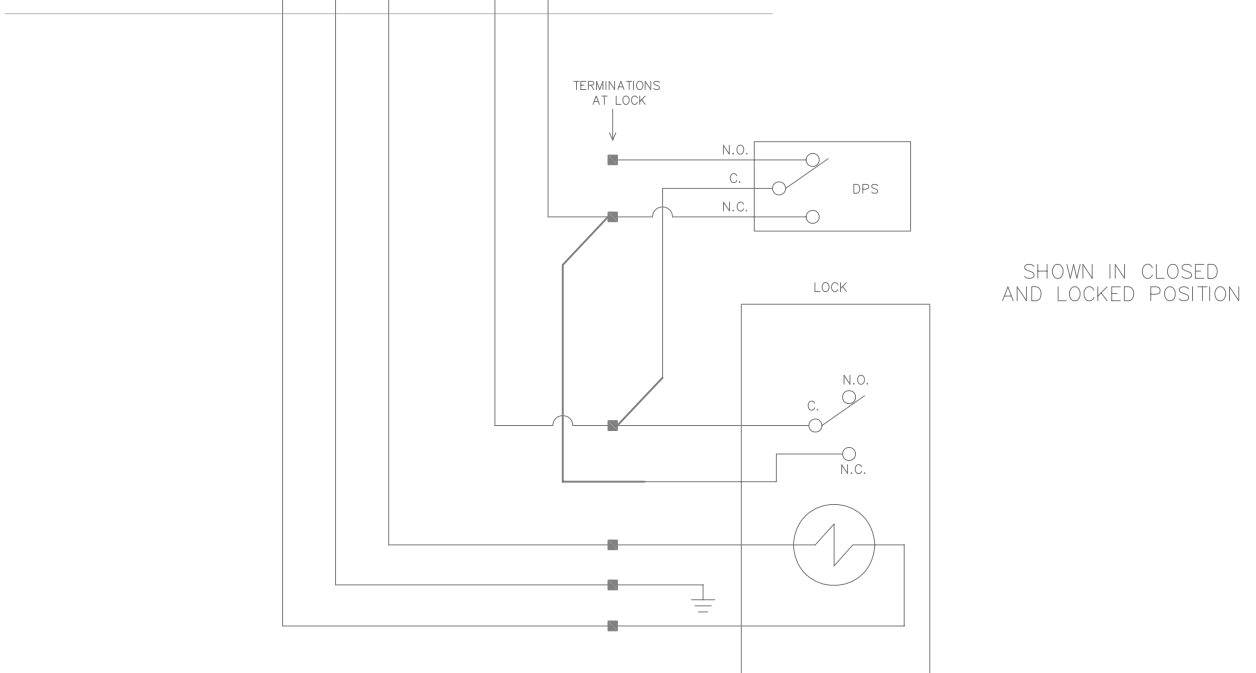 TERMINATIONS
AT LOCK
N.O.
C.
DPS
N.C.
SHOWN IN CLOSED
AND LOCKED POSITION
LOCK
N.O.
C.
N.C.